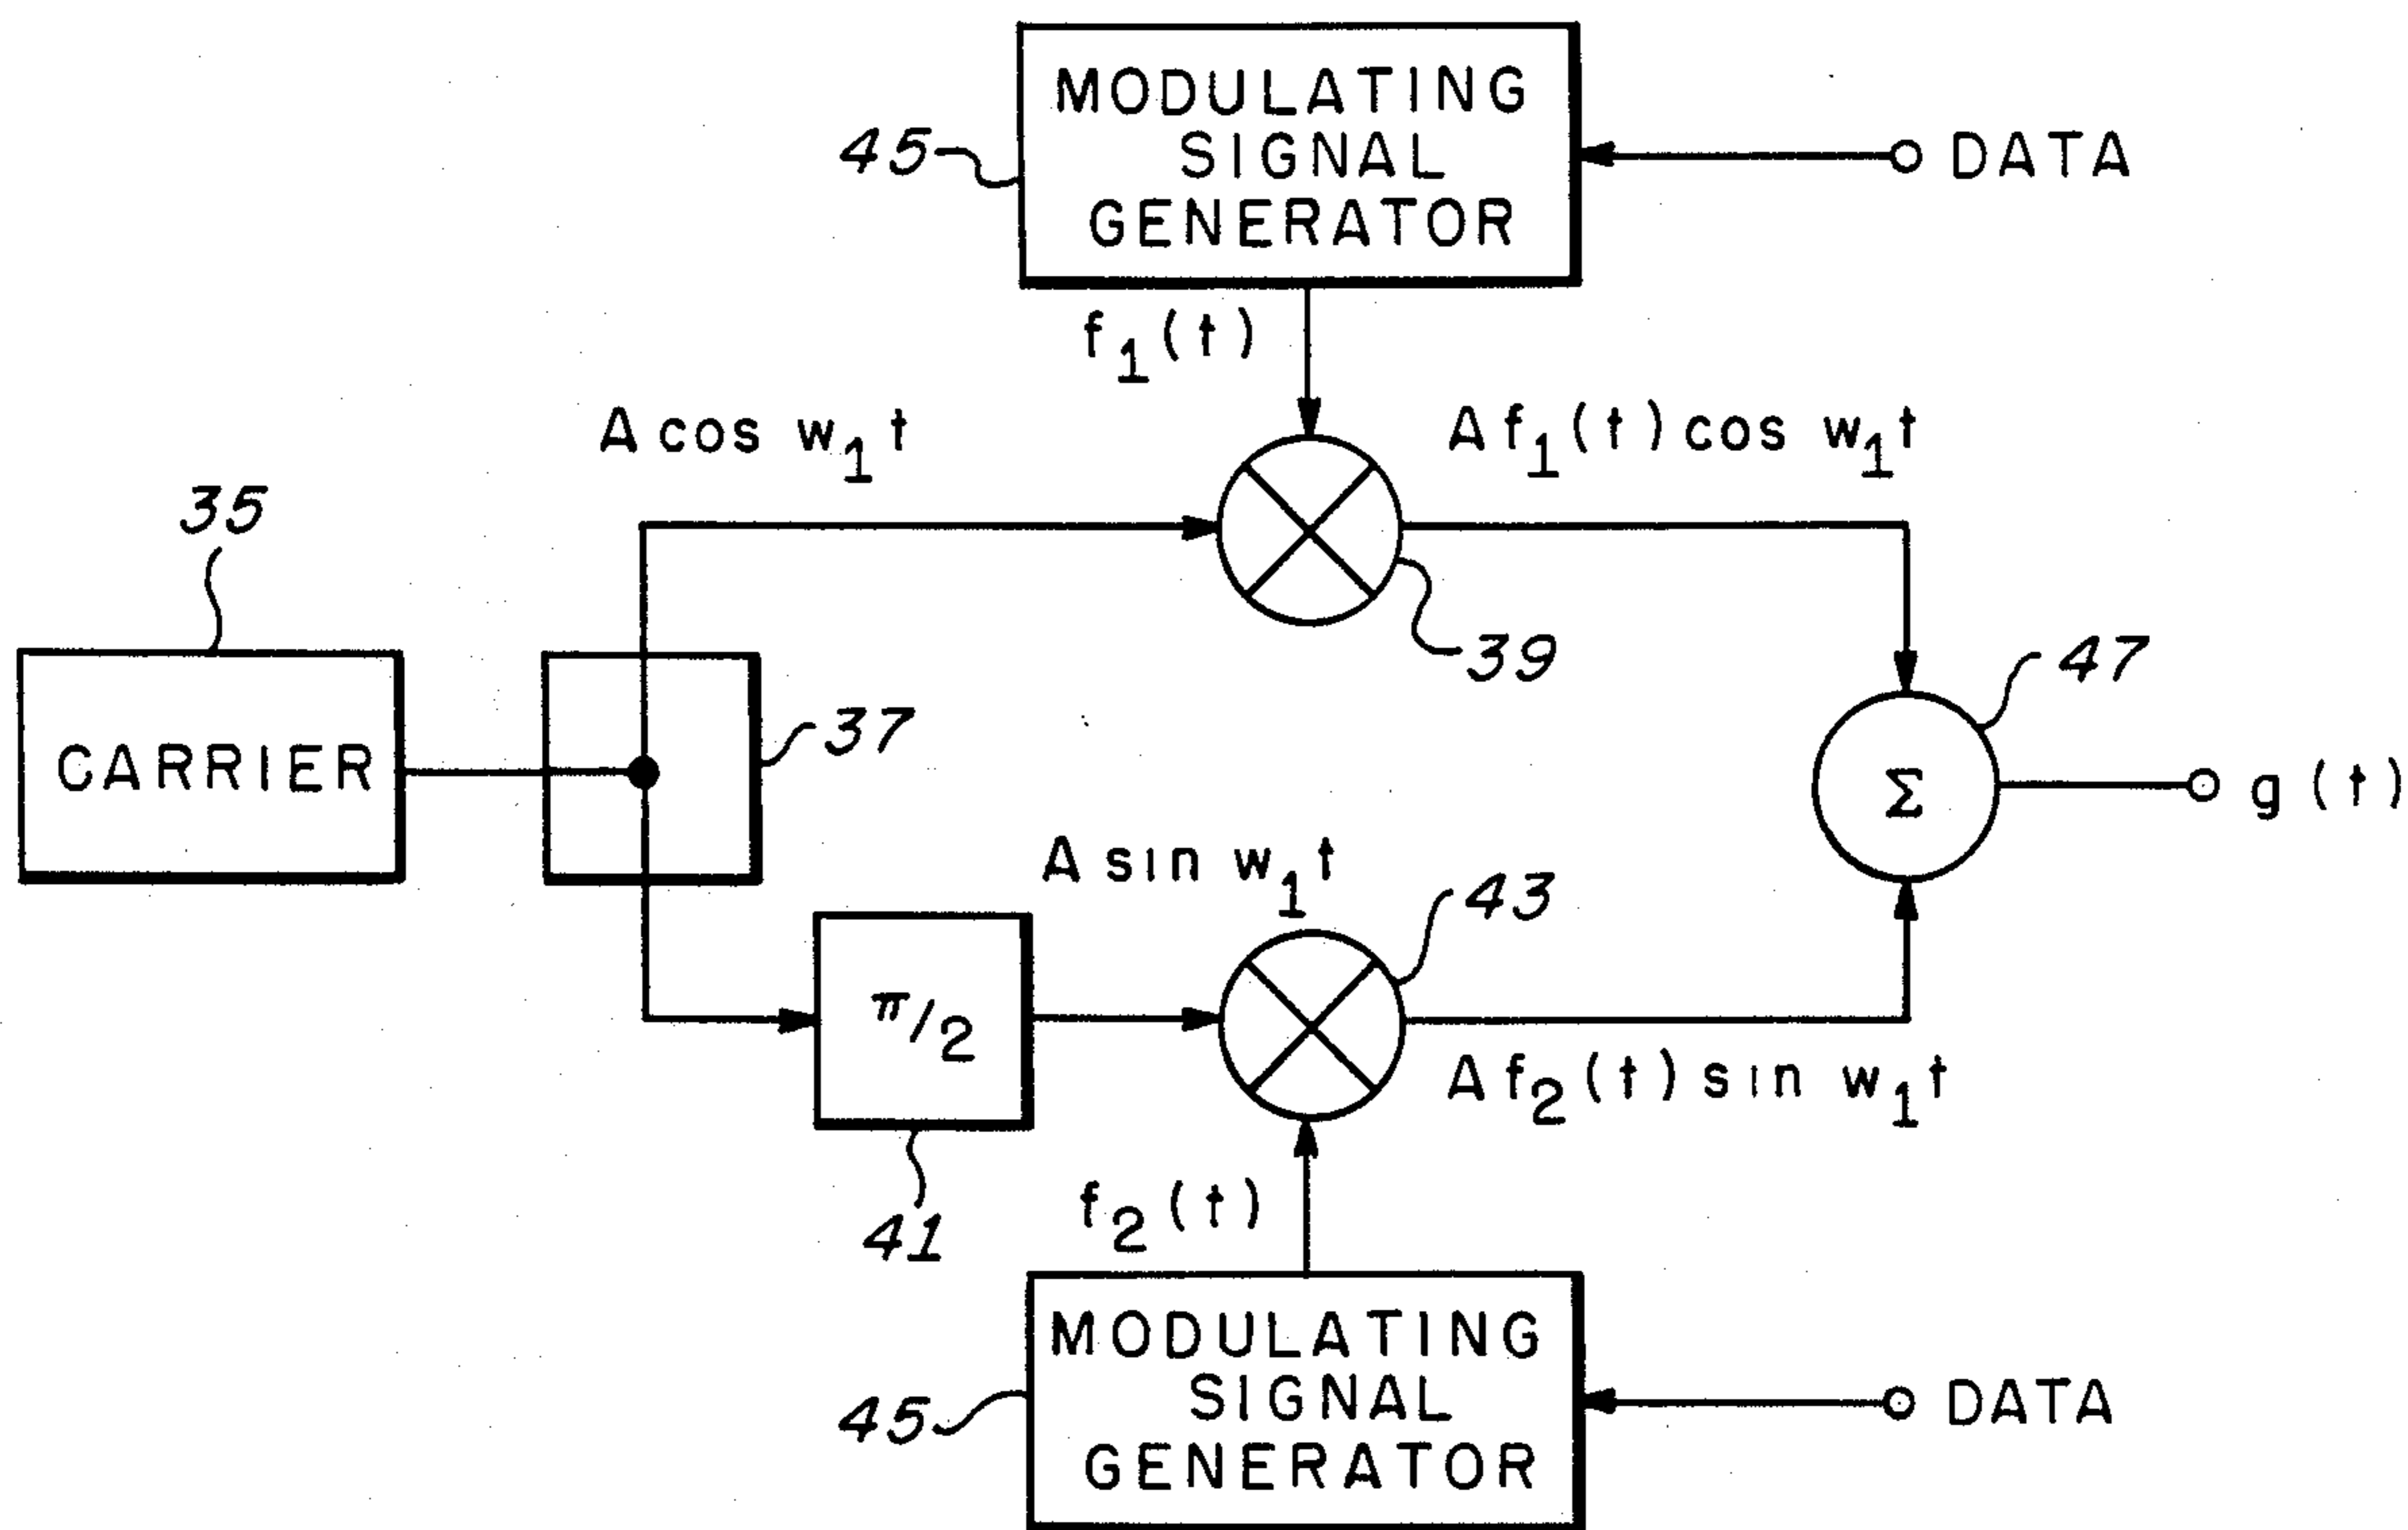 MODULATING
SIGNAL
GENERATOR
45
DATA
f₁(t)
A cos w₁t
Af₁(t) cos w₁t
35
39
47
37
CARRIER
Σ
g(t)
A sin w₁t
43
π/2
Af₂(t) sin w₁t
41
f₂(t)
MODULATING
SIGNAL
GENERATOR
45
DATA